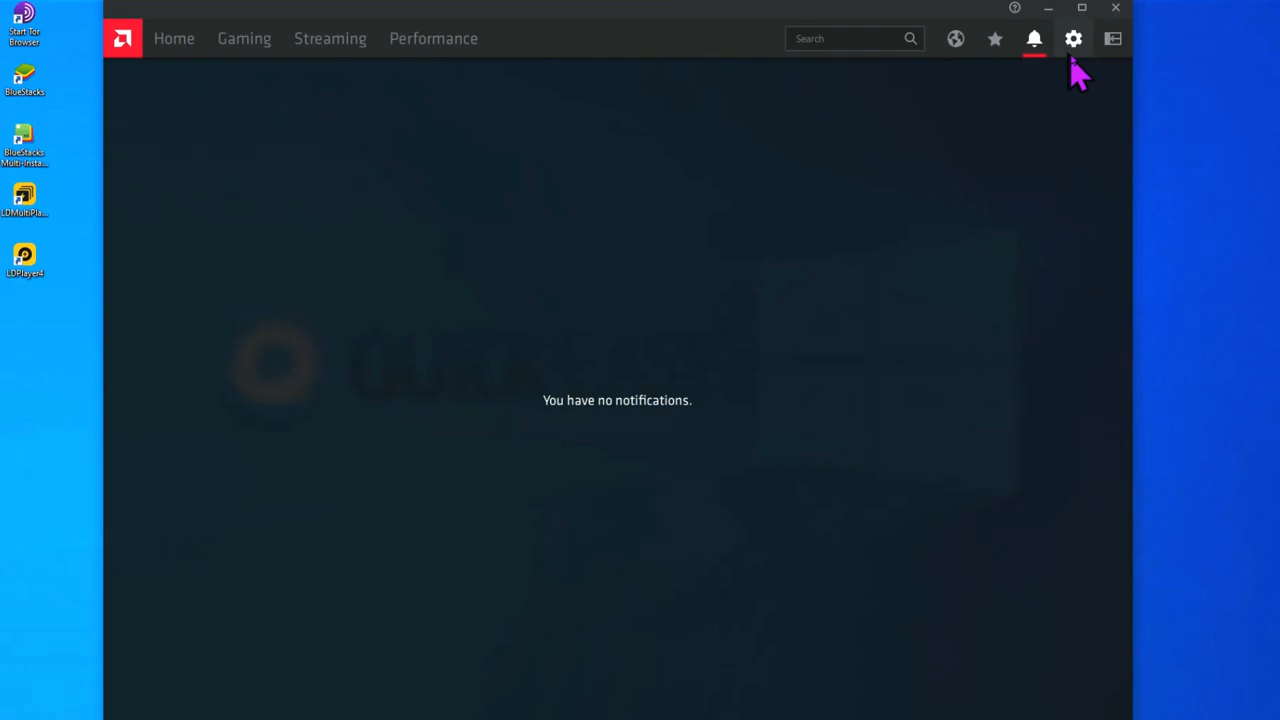 Start Tor
Browser
BlueStacks
BlueStacks
Multi-Insta...
LDMultiPla...
LDPlayer4
Home
Gaming
Streaming
Performance
Search
You have no notifications.